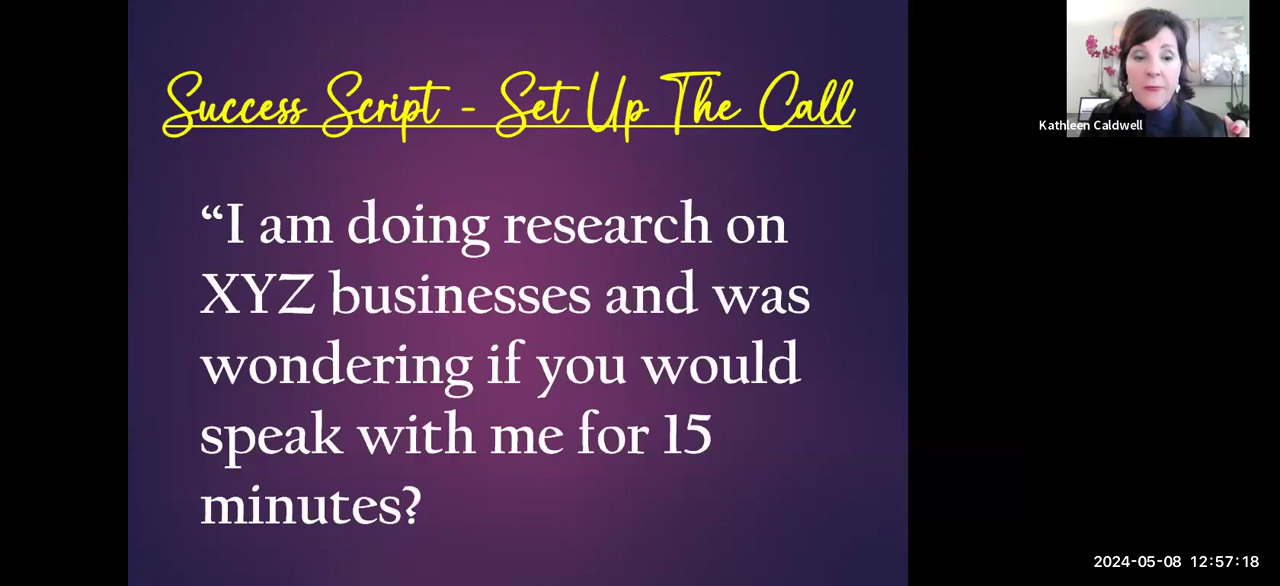 Success Script - Set Up The Call
“I am doing research on
XYZ businesses and was
wondering if you would
speak with me for 15
minutes?
Kathleen Caldwell
2024-05-08 12:57:18